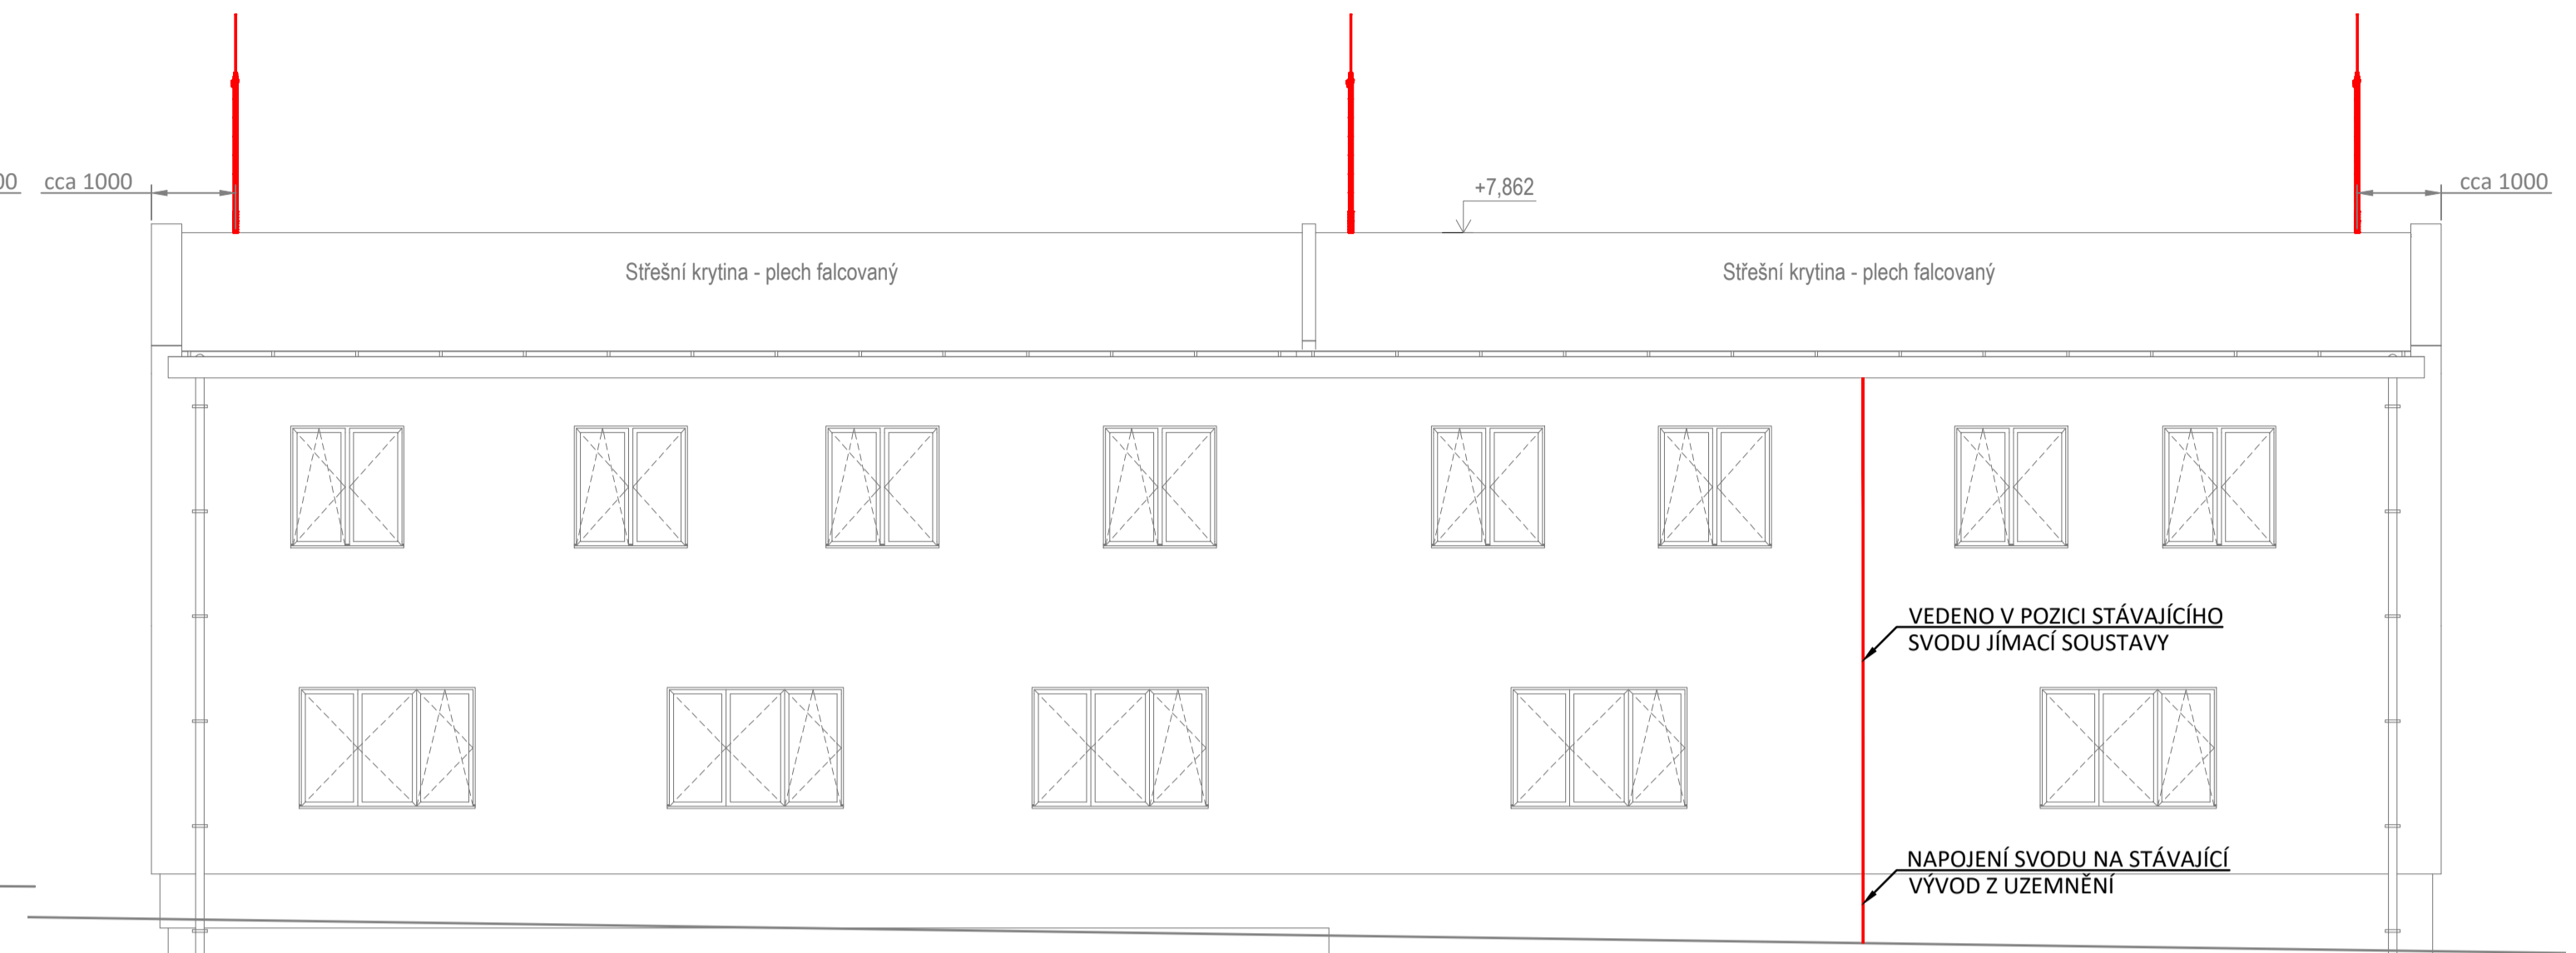 00
cca 1000
+7,862
cca 1000
Střešní krytina - plech falcovaný
Střešní krytina - plech falcovaný
VEDENO V POZICI STÁVAJÍCÍHO
SVODU JÍMACÍ SOUSTAVY
NAPOJENÍ SVODU NA STÁVAJÍCÍ
VÝVOD Z UZEMNĚNÍ